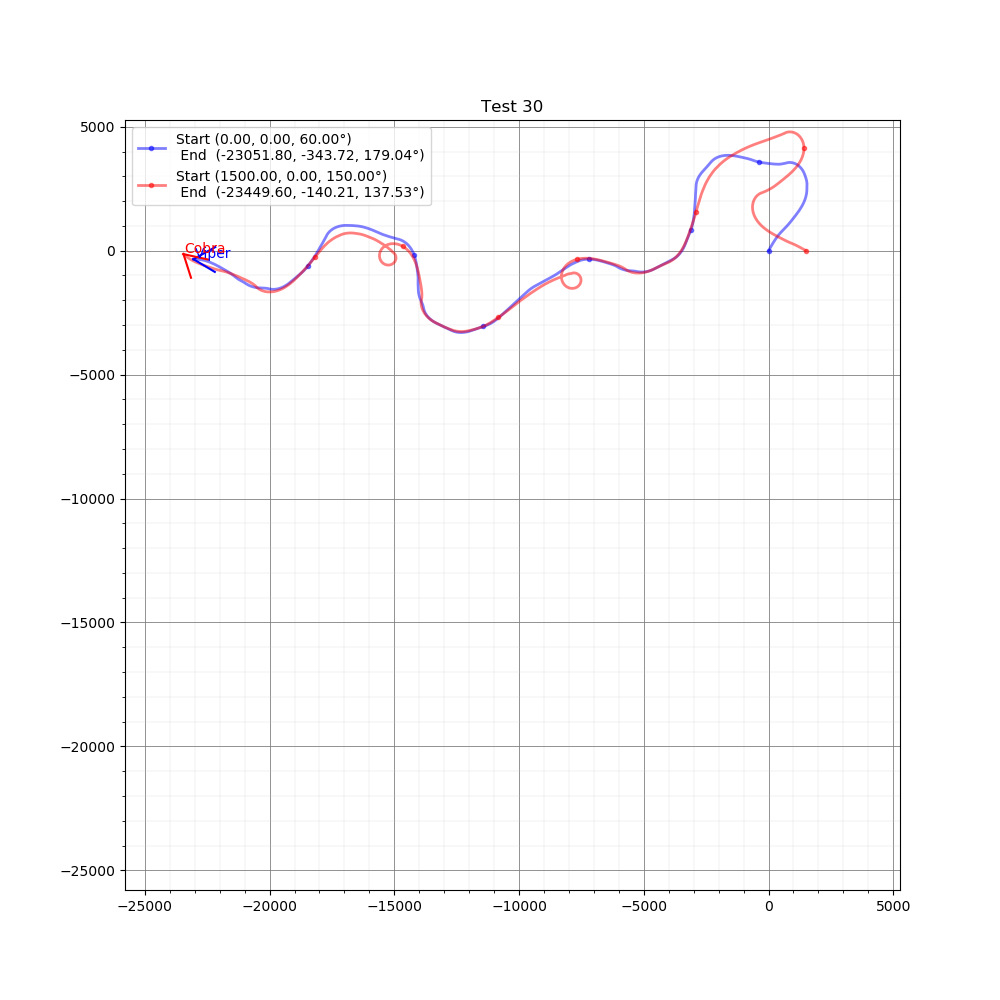 Test 30
Start (0.00, 0.00, 60.00°)
End (-23051.80, -343.72, 179.04°)
Start (1500.00, 0.00, 150.00°)
End (-23449.60, -140.21, 137.53°)
5000
0
−5000
−10000
−15000
−20000
−25000
Cobra
Viper
−25000 −20000 −15000 −10000 −5000 0 5000